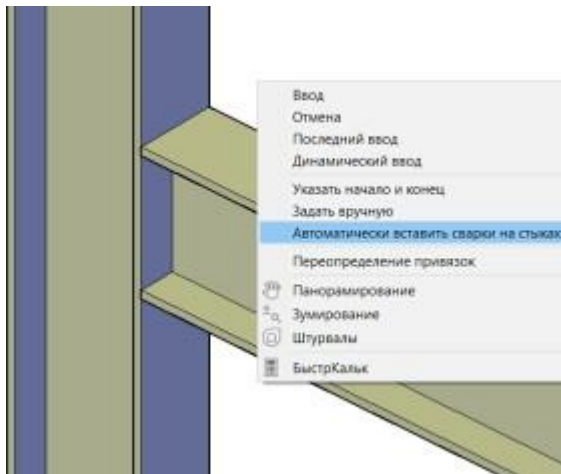 Ввод
Отмена
Последний ввод
Динамический ввод
Указать начало и конец
Задать вручную
Автоматически вставить сварки на стыках
Переопределение привязок
Панорамирование
Зумирование
Штурвалы
БыстрКальк